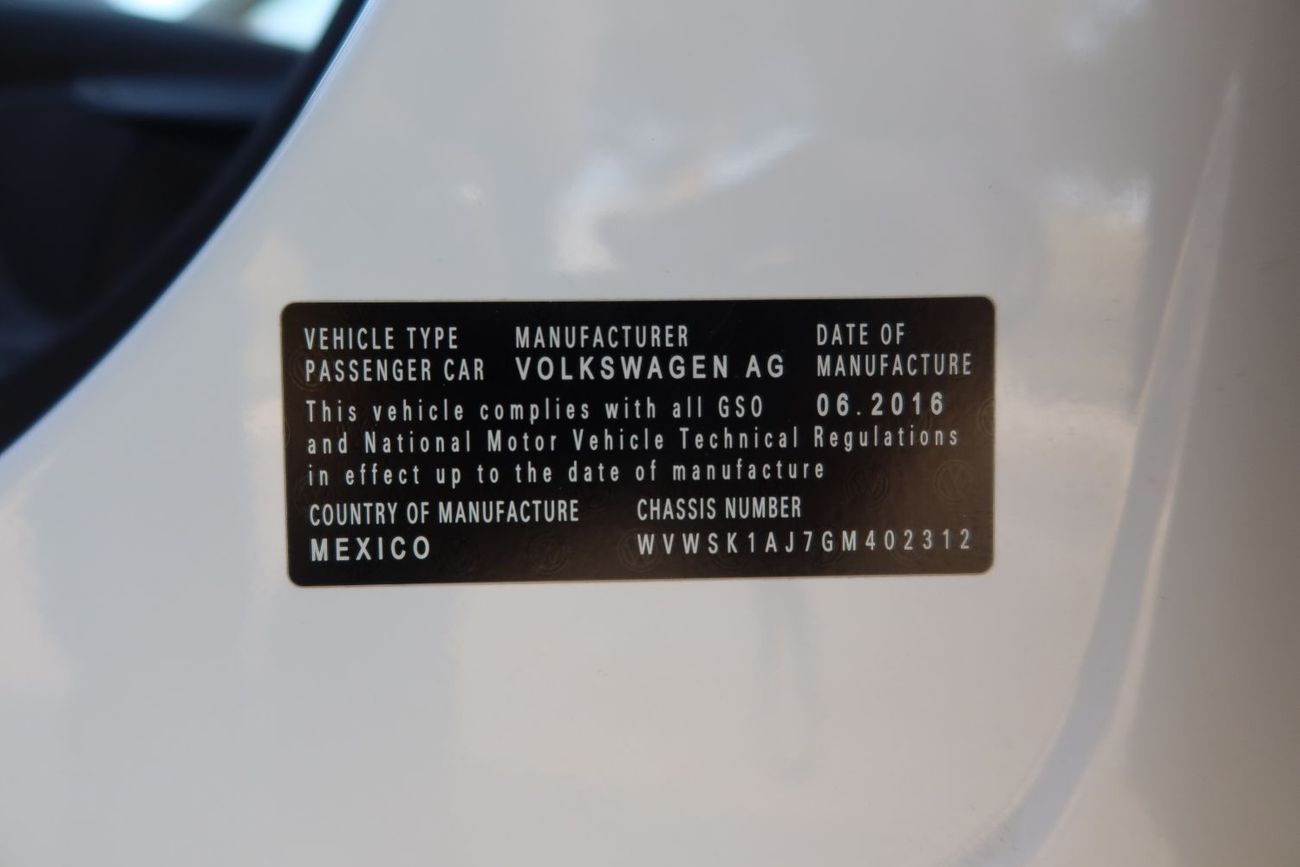 VEHICLE TYPE MANUFACTURER DATE OF
PASSENGER CAR VOLKSWAGEN AG MANUFACTURE
This vehicle complies with all GSO 06.2016
and National Motor Vehicle Technical Regulations
in effect up to the date of manufacture
COUNTRY OF MANUFACTURE CHASSIS NUMBER
MEXICO WVWSK1AJ7GM402312